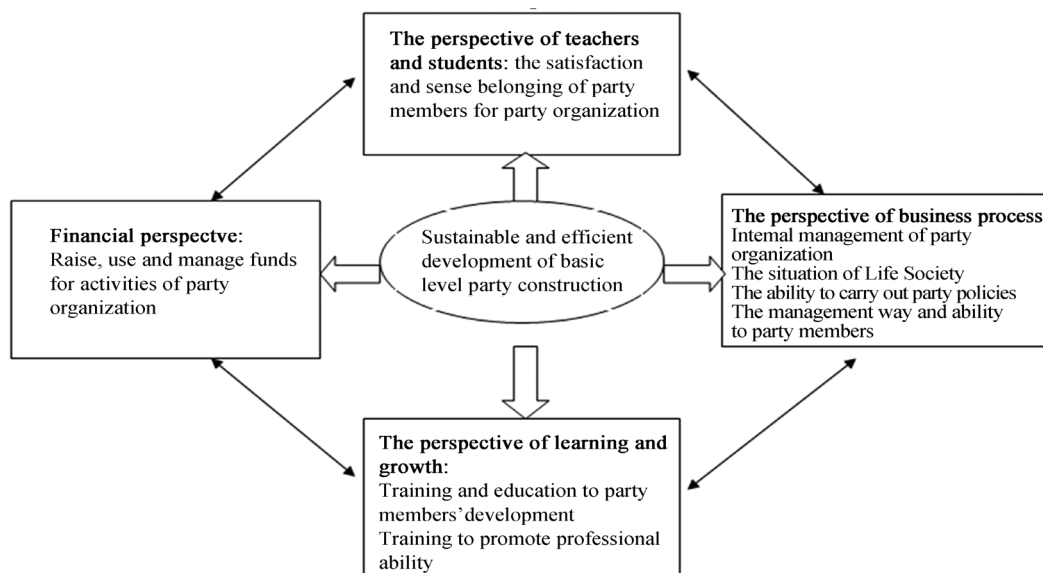 The perspective of teachers
and students: the satisfaction
and sense belonging of party
members for party organization
Financial perspectve:
Raise, use and manage funds
for activities of party
organization
Sustainable and efficient
development of basic
level party construction
The perspective of business process
Intemal management of party
organization
The situation of Life Society
The ability to carry out party policies
The management way and ability
to party members
The perspective of learning and
growth:
Training and education to party
members’development
Training to promote professional
ability